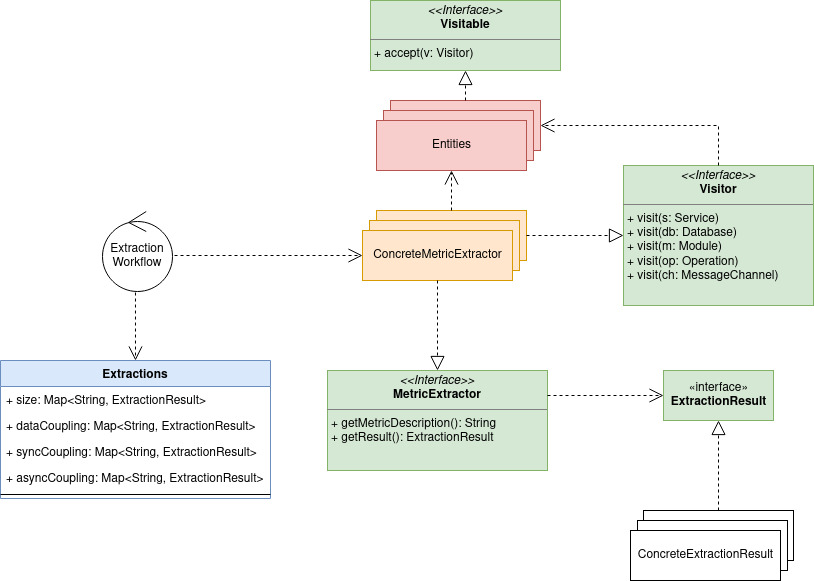 <<Interface>>
Visitable
+ accept(v: Visitor)
Entities
<<Interface>>
Visitor
+ visit(s: Service)
+ visit(db: Database)
+ visit(m: Module)
+ visit(op: Operation)
+ visit(ch: MessageChannel)
Extraction
Workflow
ConcreteMetricExtractor
Extractions
+ size: Map<String, ExtractionResult>
+ dataCoupling: Map<String, ExtractionResult>
+ syncCoupling: Map<String, ExtractionResult>
+ asyncCoupling: Map<String, ExtractionResult>
<<Interface>>
MetricExtractor
+ getMetricDescription(): String
+ getResult(): ExtractionResult
«interface»
ExtractionResult
ConcreteExtractionResult